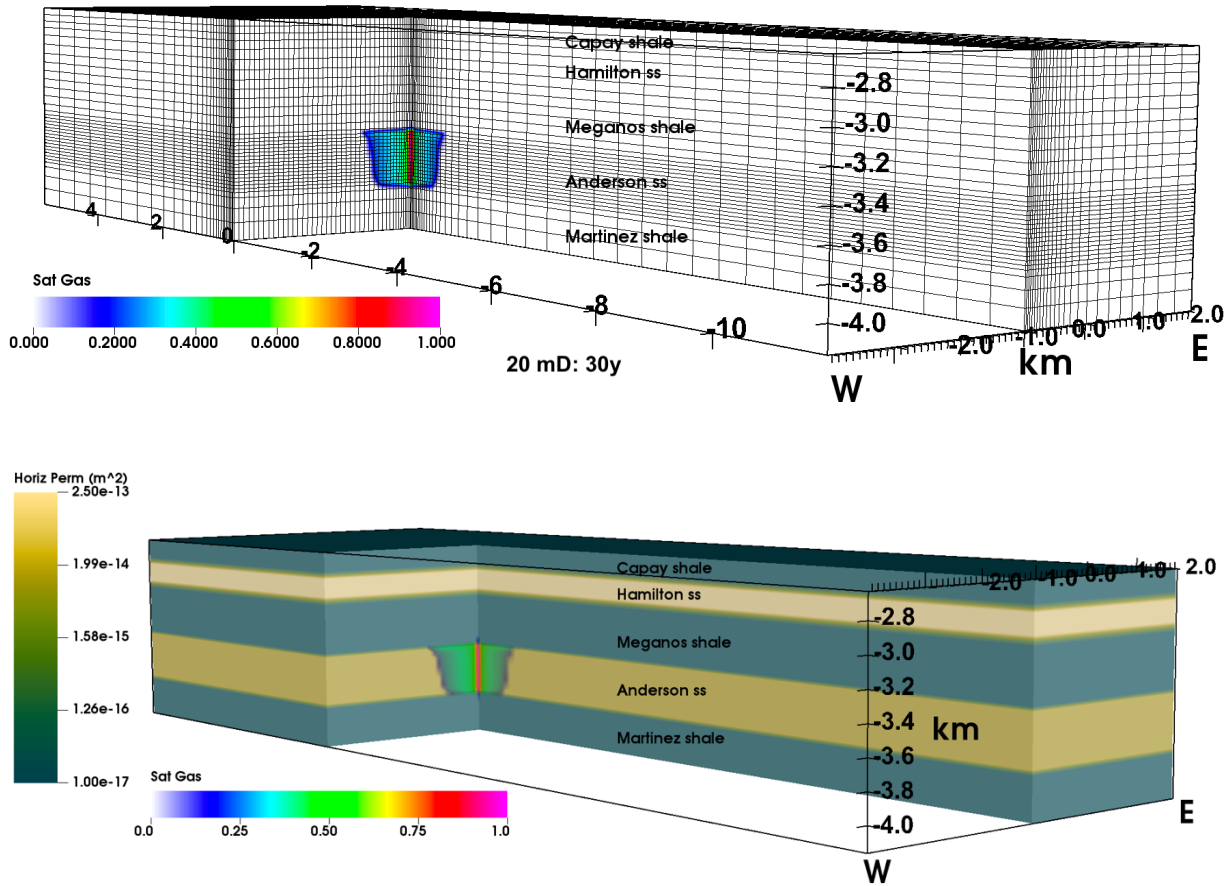 Capay shale
Hamilton ss
-2.8
Meganos shale
-3.0
-3.2
Anderson ss
-3.4
4 2 0 -2 -4 -6 -8 -10
Martinez shale
-3.6
-3.8
-4.0
-2.0 -1.0 0.0 1.0 2.0
km
E
W
Sat Gas
0.000 0.2000 0.4000 0.6000 0.8000 1.000
20 mD: 30y
Horiz Perm (m^2)
2.50e-13
1.99e-14
1.58e-15
1.26e-16
1.00e-17
Capay shale
-2.0 -1.0 0.0 1.0 2.0
Hamilton ss
-2.8
Meganos shale
-3.0
Anderson ss
-3.2
-3.4
km
Martinez shale
-3.6
-3.8
-4.0
E
W
Sat Gas
0.0 0.25 0.50 0.75 1.0